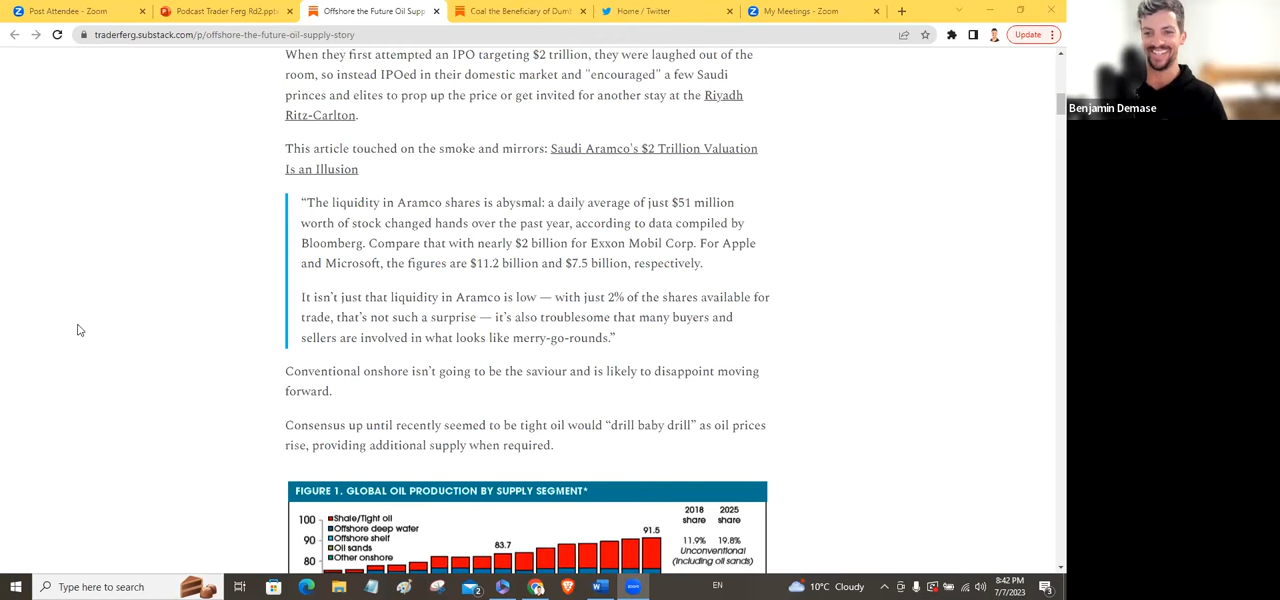 Post Attendee - Zoom
Podcast Trader Ferg Rd2.pptx
Offshore the Future Oil Supp
Coal the Beneficiary of Dumb
Home / Twitter
My Meetings - Zoom
traderferg.substack.com/p/offshore-the-future-oil-supply-story
Update
When they first attempted an IPO targeting $2 trillion, they were laughed out of the
room, so instead IPOed in their domestic market and "encouraged" a few Saudi
princes and elites to prop up the price or get invited for another stay at the Riyadh
Ritz-Carlton.
Benjamin Demase
This article touched on the smoke and mirrors: Saudi Aramco's $2 Trillion Valuation
Is an Illusion
“The liquidity in Aramco shares is abysmal: a daily average of just $51 million
worth of stock changed hands over the past year, according to data compiled by
Bloomberg. Compare that with nearly $2 billion for Exxon Mobil Corp. For Apple
and Microsoft, the figures are $11.2 billion and $7.5 billion, respectively.
It isn’t just that liquidity in Aramco is low — with just 2% of the shares available for
trade, that’s not such a surprise — it’s also troublesome that many buyers and
sellers are involved in what looks like merry-go-rounds.”
Conventional onshore isn’t going to be the saviour and is likely to disappoint moving
forward.
Consensus up until recently seemed to be tight oil would “drill baby drill” as oil prices
rise, providing additional supply when required.
FIGURE 1. GLOBAL OIL PRODUCTION BY SUPPLY SEGMENT*
100
90
80
Shale/Tight oil
Offshore deep water
Offshore shelf
Oil sands
Other onshore
83.7
91.5
2018 2025
share share
11.9% 19.8%
Unconventional
(including oil sands)
Type here to search
2
W
zoom
10°C Cloudy
EN
8:42 PM
7/7/2023
3